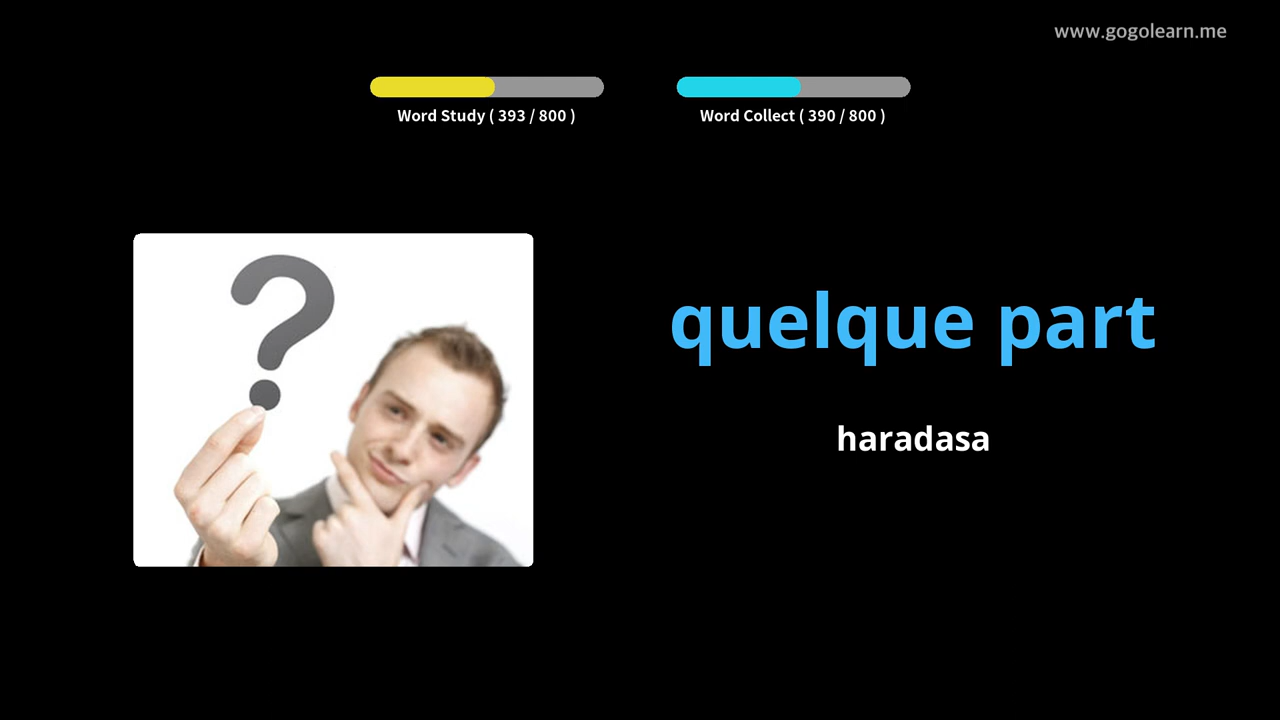 www.gogolearn.me
Word Study ( 393 / 800 )
Word Collect ( 390 / 800 )
quelque part
haradasa